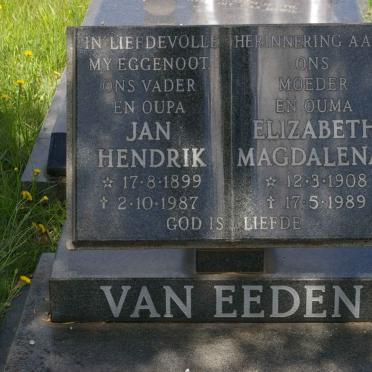 IN LIEFDEVOLLE
MY EGGENOOT
ONS VADER
EN OUPA
JAN
HENDRIK
☆ 17·8·1899
✝ 2·10·1987
HERINNERING AA
ONS
MOEDER
EN OUMA
ELIZABETH
MAGDALENA
☆ 12·3·1908
✝ 17·5·1989
GOD IS LIEFDE
VAN EEDEN